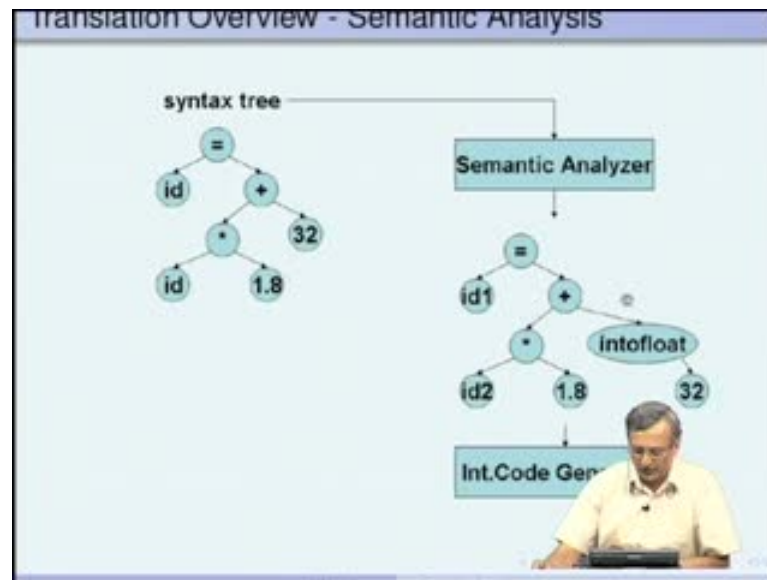 Translation Overview - Semantic Analysis
syntax tree
=
id
+
*
32
id
1.8
Semantic Analyzer
=
id1
+
*
intofloat
id2
1.8
32
Int.Code Gen